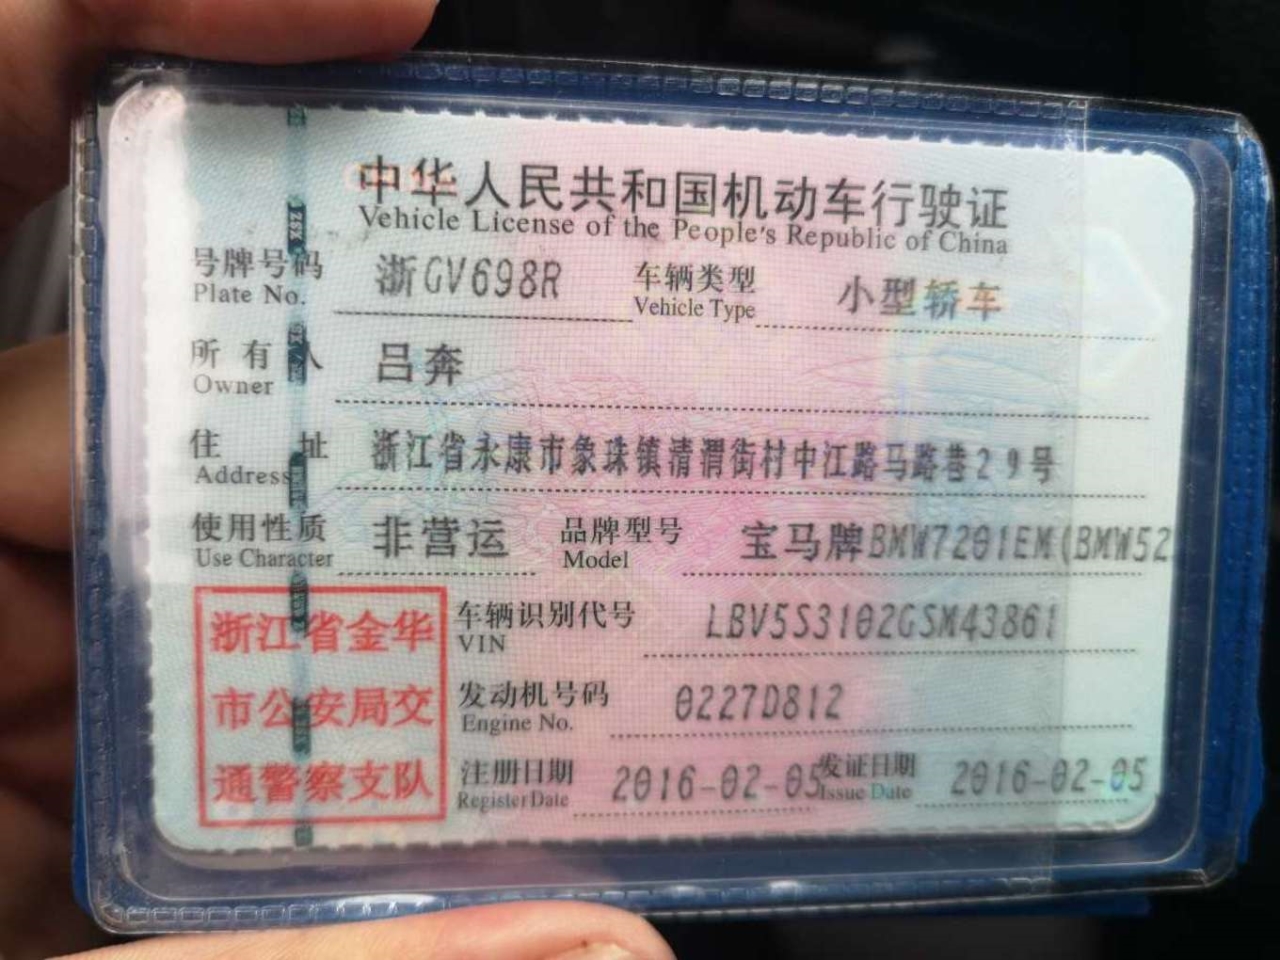 中华人民共和国机动车行驶证
Vehicle License of the People's Republic of China
号牌号码 浙GV698R 车辆类型 小型轿车
Plate No. Vehicle Type
所有人 吕奔
Owner
住址 浙江省永康市象珠镇清渭街村中江路马路巷29号
Address
使用性质 非营运 品牌型号 宝马牌BMW7201EM(BMW52
Use Character Model
浙江省金华
市公安局交
通警察支队
车辆识别代号 LBV5S3102GSM43861
VIN
发动机号码 0227D812
Engine No.
注册日期 2016-02-05 发证日期 2016-02-05
Register Date Issue Date